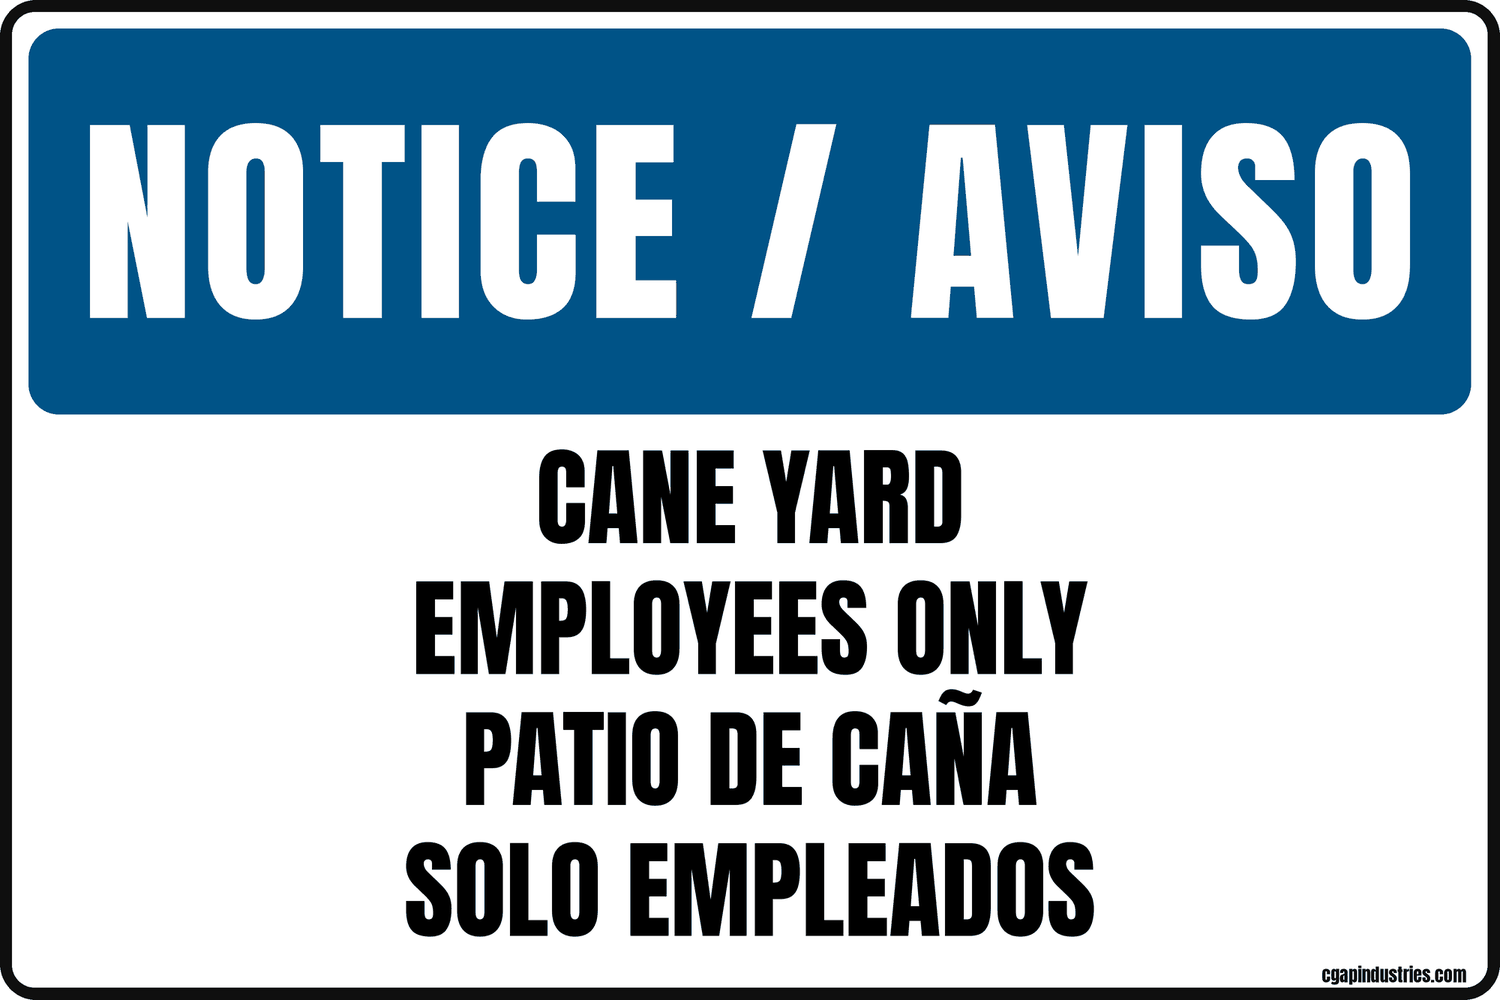 NOTICE / AVISO
CANE YARD
EMPLOYEES ONLY
PATIO DE CAÑA
SOLO EMPLEADOS
cgapindustries.com